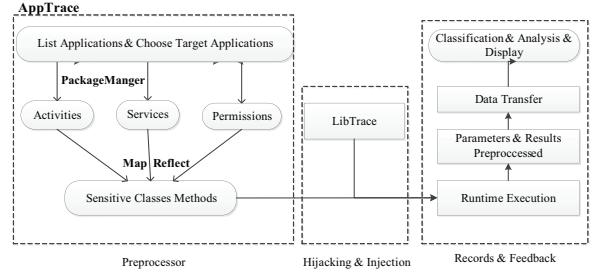 AppTrace
List Applications & Choose Target Applications
PackageManger
Activities
Services
Permissions
Map Reflect
Sensitive Classes Methods
Preprocessor
LibTrace
Hijacking & Injection
Classification & Analysis &
Display
Data Transfer
Parameters & Results
Preproccessed
Runtime Execution
Records & Feedback